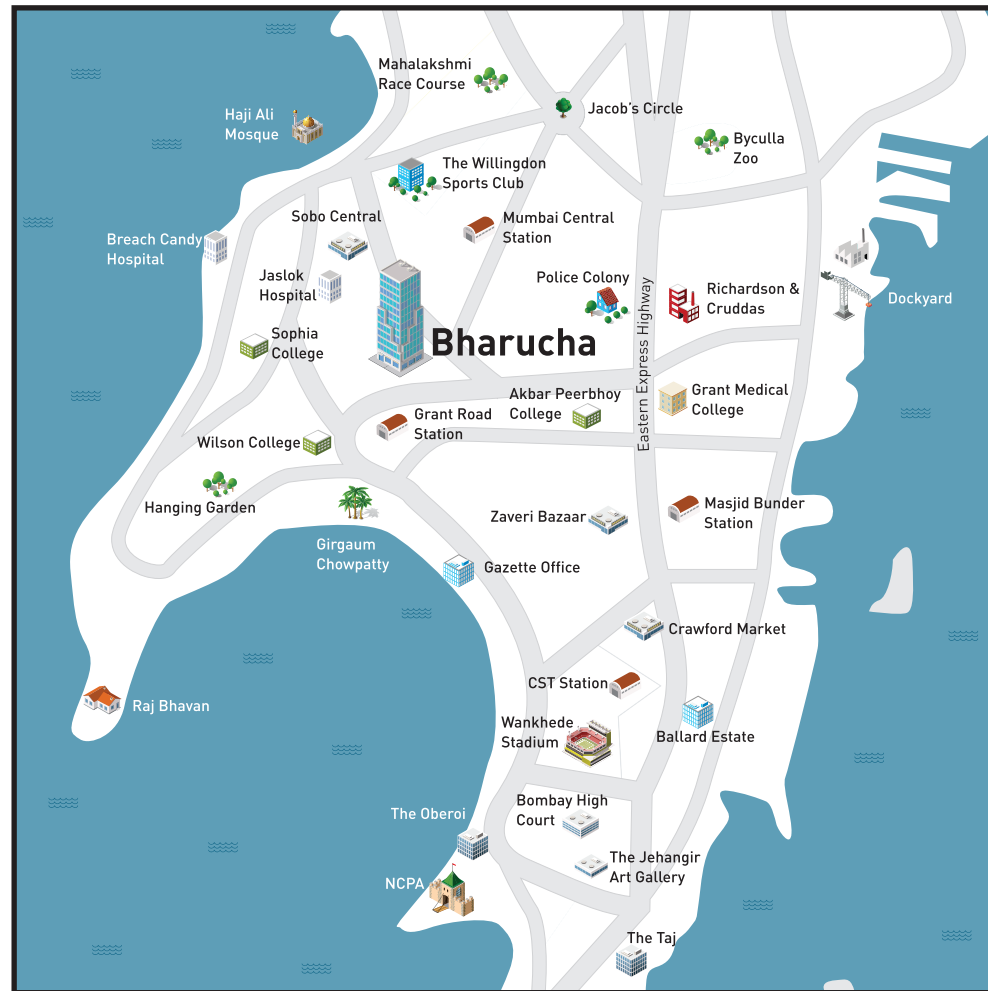 Mahalakshmi
Race Course
Jacob's Circle
Haji Ali
Mosque
Byculla
Zoo
The Willingdon
Sports Club
Sobo Central
Mumbai Central
Station
Breach Candy
Hospital
Jaslok
Hospital
Police Colony
Richardson &
Cruddas
Dockyard
Sophia
College
Bharucha
Eastern Express Highway
Akbar Peerbhoy
College
Grant Medical
College
Grant Road
Station
Wilson College
Hanging Garden
Girgaum
Chowpatty
Zaveri Bazaar
Masjid Bunder
Station
Gazette Office
Crawford Market
CST Station
Raj Bhavan
Wankhede
Stadium
Ballard Estate
Bombay High
Court
The Oberoi
The Jehangir
Art Gallery
NCPA
The Taj